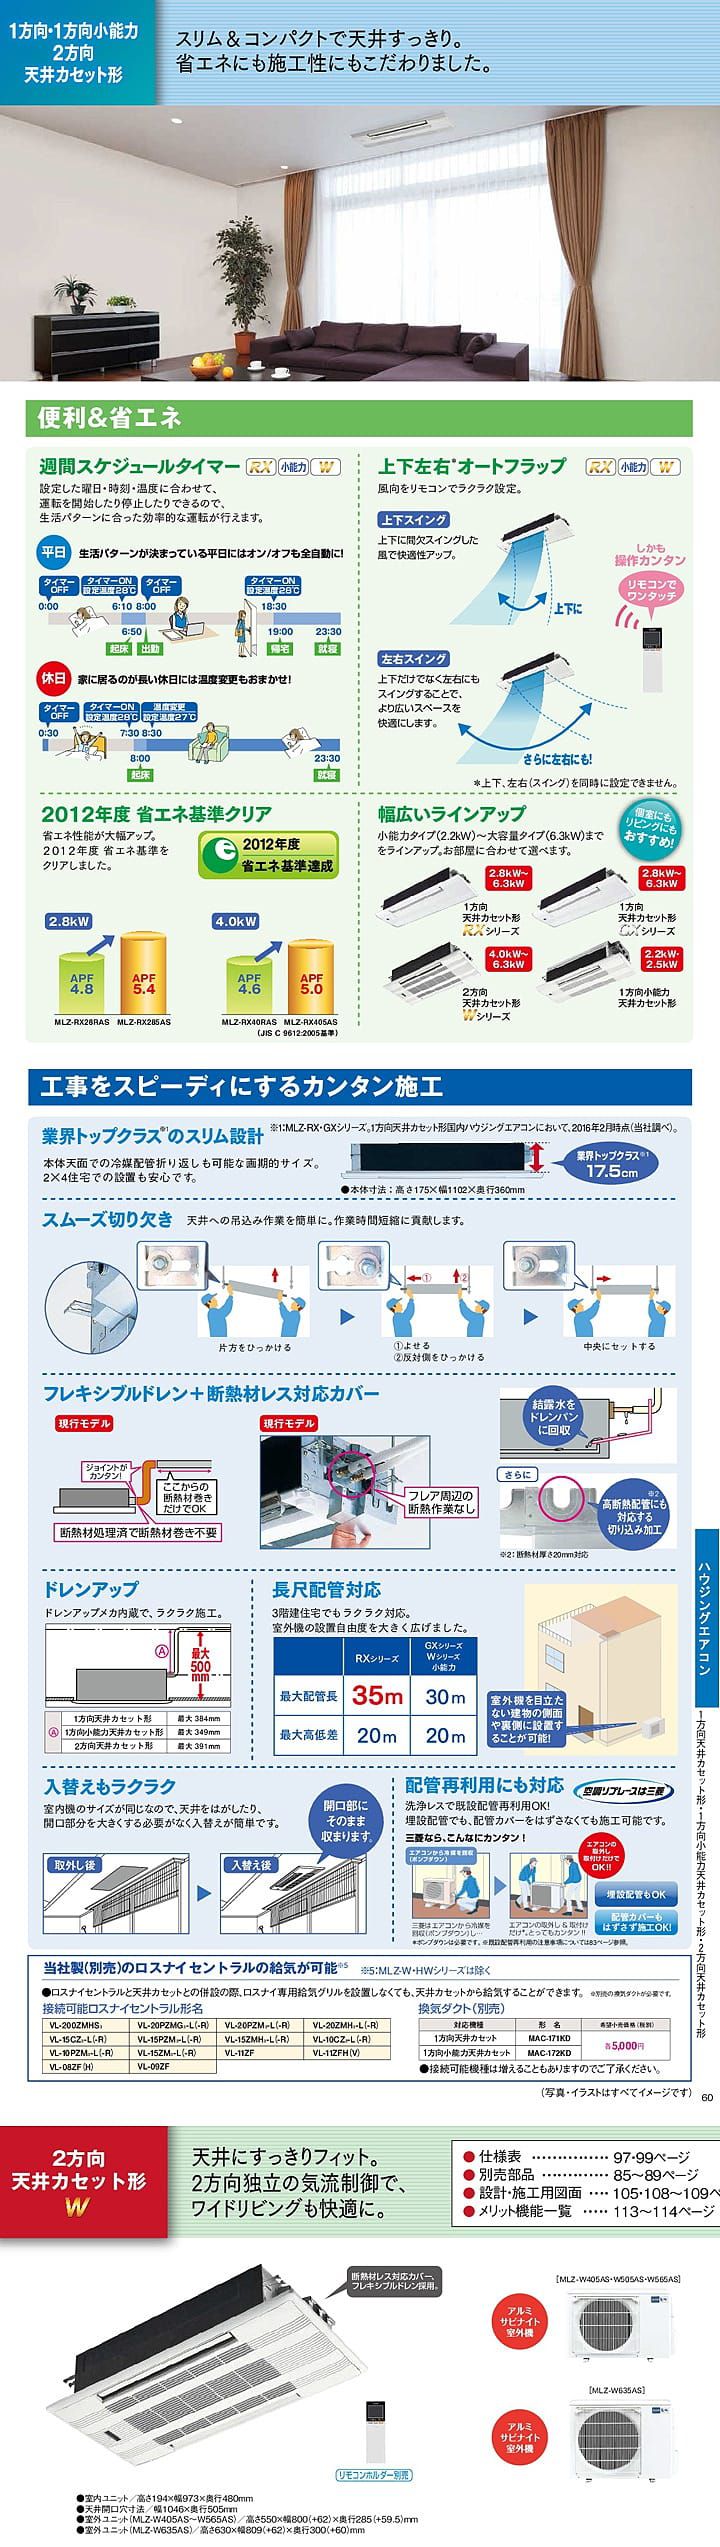 1方向・1方向小能力
2方向
天井カセット形
スリム&コンパクトで天井すっきり。
省エネにも施工性にもこだわりました。
便利&省エネ
週間スケジュールタイマー RX 小能力 W
設定した曜日・時刻・温度に合わせて、
運転を開始したり停止したりできるので、
生活パターンに合った効率的な運転が行えます。
平日 生活パターンが決まっている平日にはオン/オフも全自動に!
タイマーOFF タイマーON 設定温度28℃ タイマーOFF タイマーON 設定温度28℃
0:00 6:10 8:00 18:30
6:50 19:00 23:30
起床 出勤 帰宅 就寝
休日 家に居るのが長い休日には温度変更もおまかせ!
タイマーOFF タイマーON 設定温度28℃ 温度変更 設定温度27℃
0:30 7:30 8:30
8:00 23:30
起床 就寝
上下左右*オートフラップ RX 小能力 W
風向をリモコンでラクラク設定。
上下スイング
上下に間欠スイングした
風で快適性アップ。
上下に
しかも
操作カンタン
リモコンで
ワンタッチ
左右スイング
上下だけでなく左右にも
スイングすることで、
より広いスペースを
快適にします。
さらに左右にも!
*上下、左右(スイング)を同時に設定できません。
2012年度 省エネ基準クリア
省エネ性能が大幅アップ。
2012年度 省エネ基準を
クリアしました。
2012年度
省エネ基準達成
2.8kW 4.0kW
APF 4.8 APF 5.4 APF 4.6 APF 5.0
MLZ-RX28RAS MLZ-RX285AS MLZ-RX40RAS MLZ-RX405AS
(JIS C 9612:2005基準)
幅広いラインアップ
小能力タイプ(2.2kW)〜大容量タイプ(6.3kW)まで
をラインアップ。お部屋に合わせて選べます。
個室にも
リビングにも
おすすめ!
2.8kW〜
6.3kW
1方向
天井カセット形
RXシリーズ
2.8kW〜
6.3kW
1方向
天井カセット形
GXシリーズ
4.0kW〜
6.3kW
2方向
天井カセット形
Wシリーズ
2.2kW・
2.5kW
1方向小能力
天井カセット形
工事をスピーディにするカンタン施工
業界トップクラス※1のスリム設計 ※1:MLZ-RX・GXシリーズ。1方向天井カセット形国内ハウジングエアコンにおいて、2016年2月時点(当社調べ)。
本体天面での冷媒配管折り返しも可能な画期的サイズ。
2×4住宅での設置も安心です。
●本体寸法:高さ175×幅1102×奥行360mm
業界トップクラス※1
17.5cm
スムーズ切り欠き 天井への吊込み作業を簡単に。作業時間短縮に貢献します。
片方をひっかける
①よせる
②反対側をひっかける
中央にセットする
フレキシブルドレン+断熱材レス対応カバー
現行モデル
ジョイントが
カンタン!
ここからの
断熱材巻き
だけでOK
断熱材処理済で断熱材巻き不要
現行モデル
フレア周辺の
断熱作業なし
結露水を
ドレンパン
に回収
さらに
※2
高断熱配管にも
対応する
切り込み加工
※2:断熱材厚さ20mm対応
ドレンアップ
ドレンアップメカ内蔵で、ラクラク施工。
Ⓐ 最大
500
mm
Ⓐ 1方向天井カセット形 最大 384mm
1方向小能力天井カセット形 最大 349mm
2方向天井カセット形 最大 391mm
長尺配管対応
3階建住宅でもラクラク対応。
室外機の設置自由度を大きく広げました。
RXシリーズ GXシリーズ Wシリーズ 小能力
最大配管長 35m 30m
最大高低差 20m 20m
室外機を目立た
ない建物の側面
や裏側に設置す
ることが可能!
入替えもラクラク
室内機のサイズが同じなので、天井をはがしたり、
開口部分を大きくする必要がなく入替えが簡単です。
開口部に
そのまま
収まります。
取外し後 入替え後
配管再利用にも対応 空調リプレースは三菱
洗浄レスで既設配管再利用OK!
埋設配管でも、配管カバーをはずさなくても施工可能です。
三菱なら、こんなにカンタン!
エアコンから冷媒を回収
(ポンプダウン)
三菱はエアコンから冷媒を
回収(ポンプダウン)し…
エアコンの取外し&取付け
だけ*。とってもカンタン!!
エアコンの
取外し
取付けだけで
OK!!
埋設配管もOK
配管カバーも
はずさず施工OK!
*ポンプダウンは必要です。※既設配管再利用の注意事項については83ページ参照。
当社製(別売)のロスナイセントラルの給気が可能※5 ※5:MLZ-W・HWシリーズは除く
●ロスナイセントラルと天井カセットとの併設の際、ロスナイ専用給気グリルを設置しなくても、天井カセットから給気することができます。 ※別売の換気ダクトが必要です。
接続可能ロスナイセントラル形名
VL-200ZMHS₃ VL-20PZMG₃-L(-R) VL-20PZM₃-L(-R) VL-20ZMH₃-L(-R)
VL-15CZ₃-L(-R) VL-15PZM₃-L(-R) VL-15ZMH₃-L(-R) VL-10CZ₃-L(-R)
VL-10PZM₃-L(-R) VL-15ZM₃-L(-R) VL-11ZF VL-11ZFH(V)
VL-08ZF(H) VL-09ZF
換気ダクト(別売)
対応機種 形 名 希望小売価格(税別)
1方向天井カセット MAC-171KD 各5,000円
1方向小能力天井カセット MAC-172KD
●接続可能機種は増えることもありますのでご了承ください。
(写真・イラストはすべてイメージです) 60
ハウジングエアコン
1方向天井カセット形・1方向小能力天井カセット形・2方向天井カセット形
2方向
天井カセット形
W
天井にすっきりフィット。
2方向独立の気流制御で、
ワイドリビングも快適に。
●仕様表 …………… 97・99ページ
●別売部品 ………… 85〜89ページ
●設計・施工用図面 … 105・108〜109ペ
●メリット機能一覧 …… 113〜114ページ
断熱材レス対応カバー、
フレキシブルドレン採用。
リモコンホルダー別売
[MLZ-W405AS・W505AS・W565AS]
アルミ
サビナイト
室外機
[MLZ-W635AS]
アルミ
サビナイト
室外機
●室内ユニット/高さ194×幅973×奥行480mm
●天井開口穴寸法/幅1046×奥行505mm
●室外ユニット(MLZ-W405AS〜W565AS)/高さ550×幅800(+62)×奥行285(+59.5)mm
●室外ユニット(MLZ-W635AS)/高さ630×幅809(+62)×奥行300(+60)mm